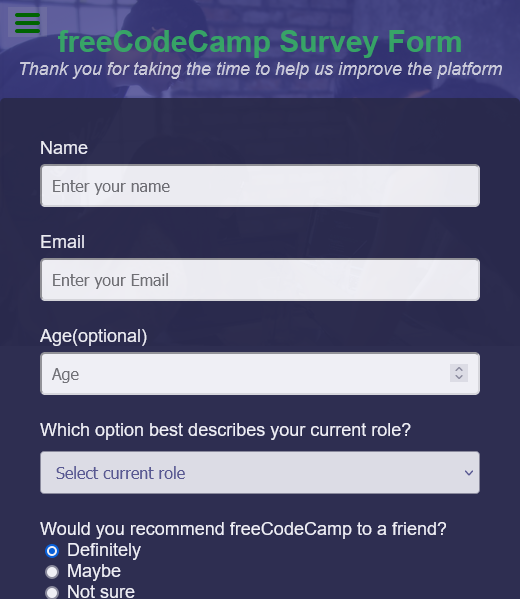 freeCodeCamp Survey Form
Thank you for taking the time to help us improve the platform
Name
Enter your name
Email
Enter your Email
Age(optional)
Age
Which option best describes your current role?
Select current role
Would you recommend freeCodeCamp to a friend?
Definitely
Maybe
Not sure